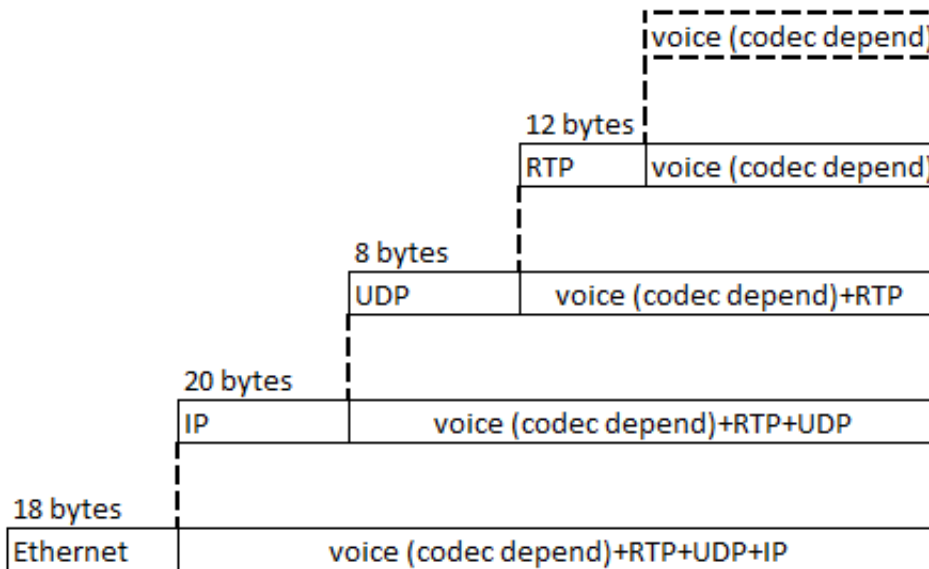 voice (codec depend)
12 bytes
RTP voice (codec depend)
8 bytes
UDP voice (codec depend)+RTP
20 bytes
IP voice (codec depend)+RTP+UDP
18 bytes
Ethernet voice (codec depend)+RTP+UDP+IP